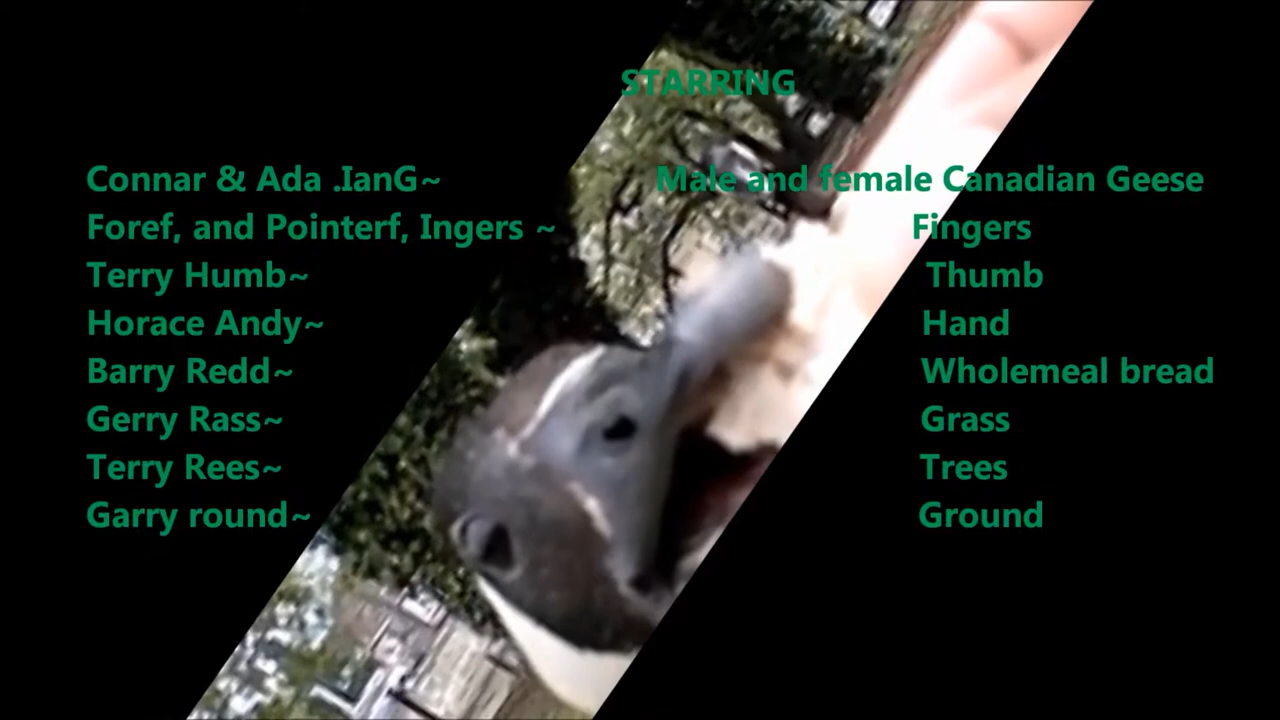 STARRING
Connar & Ada .IanG~ Male and female Canadian Geese
Foref, and Pointerf, Ingers ~ Fingers
Terry Humb~ Thumb
Horace Andy~ Hand
Barry Redd~ Wholemeal bread
Gerry Rass~ Grass
Terry Rees~ Trees
Garry round~ Ground